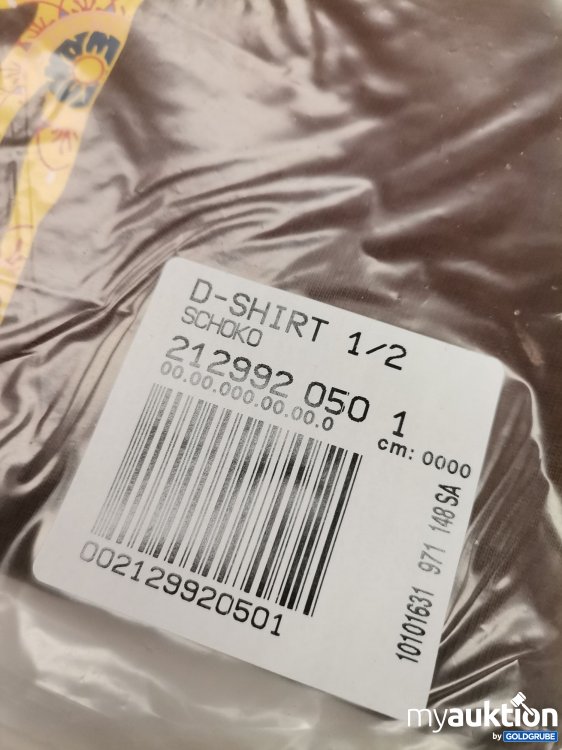 D-SHIRT 1/2
SCHOKO
212992 050 1
00.00.000.00.00.0
cm: 0000
002129920501
10101631 971 148 SA
myauktion
by GOLDGRUBE